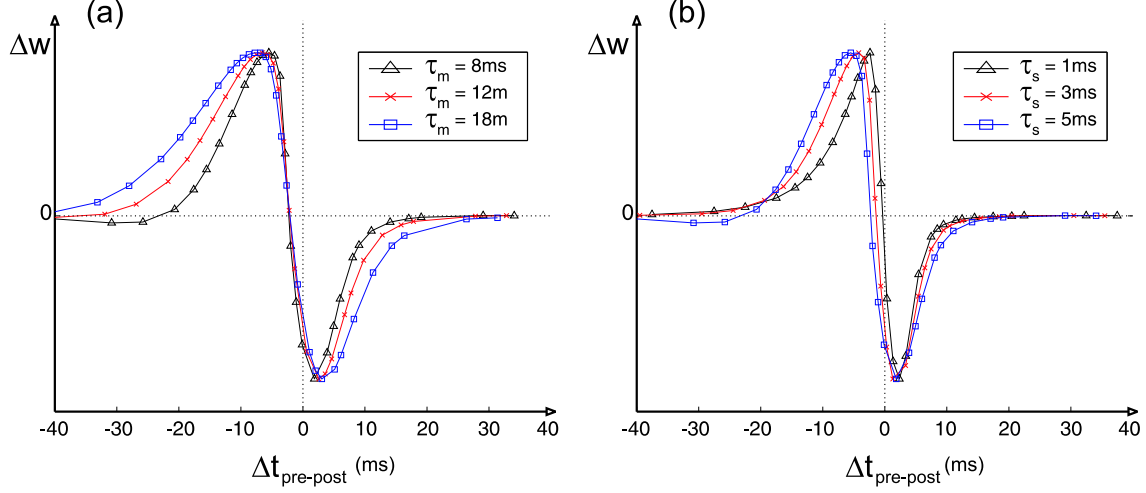 (a)
Δw
τm = 8ms
τm = 12m
τm = 18m
0
-40 -30 -20 -10 0 10 20 30 40
Δtpre-post (ms)
(b)
Δw
τs = 1ms
τs = 3ms
τs = 5ms
0
-40 -30 -20 -10 0 10 20 30 40
Δtpre-post (ms)